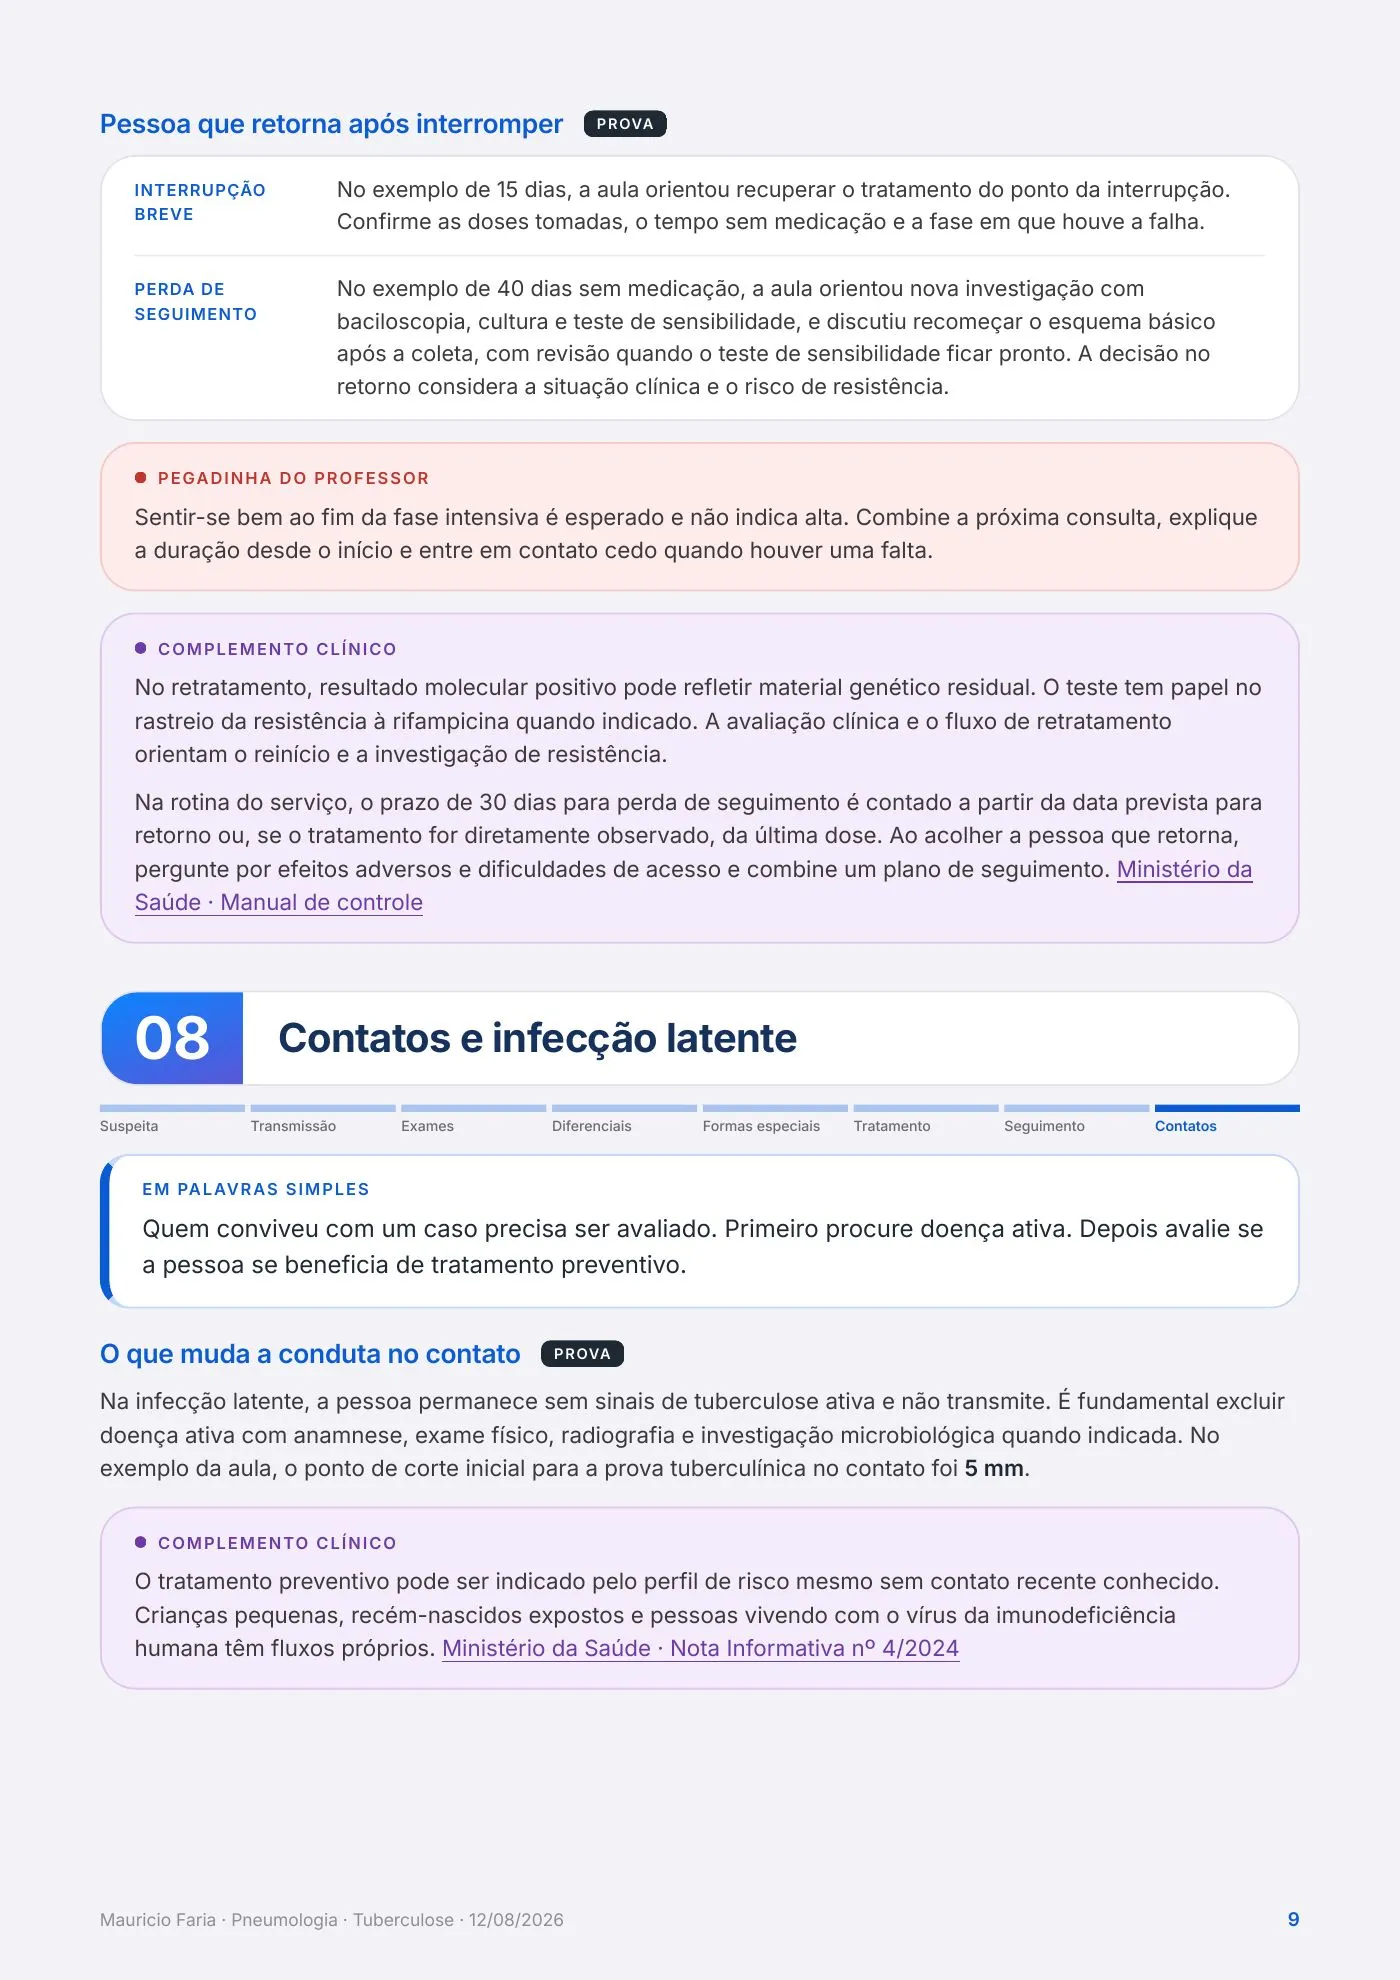 Pessoa que retorna após interromper PROVA
INTERRUPÇÃO
BREVE
No exemplo de 15 dias, a aula orientou recuperar o tratamento do ponto da interrupção.
Confirme as doses tomadas, o tempo sem medicação e a fase em que houve a falha.
PERDA DE
SEGUIMENTO
No exemplo de 40 dias sem medicação, a aula orientou nova investigação com
baciloscopia, cultura e teste de sensibilidade, e discutiu recomeçar o esquema básico
após a coleta, com revisão quando o teste de sensibilidade ficar pronto. A decisão no
retorno considera a situação clínica e o risco de resistência.
PEGADINHA DO PROFESSOR
Sentir-se bem ao fim da fase intensiva é esperado e não indica alta. Combine a próxima consulta, explique
a duração desde o início e entre em contato cedo quando houver uma falta.
COMPLEMENTO CLÍNICO
No retratamento, resultado molecular positivo pode refletir material genético residual. O teste tem papel no
rastreio da resistência à rifampicina quando indicado. A avaliação clínica e o fluxo de retratamento
orientam o reinício e a investigação de resistência.
Na rotina do serviço, o prazo de 30 dias para perda de seguimento é contado a partir da data prevista para
retorno ou, se o tratamento for diretamente observado, da última dose. Ao acolher a pessoa que retorna,
pergunte por efeitos adversos e dificuldades de acesso e combine um plano de seguimento. Ministério da
Saúde · Manual de controle
08 Contatos e infecção latente
Suspeita Transmissão Exames Diferenciais Formas especiais Tratamento Seguimento Contatos
EM PALAVRAS SIMPLES
Quem conviveu com um caso precisa ser avaliado. Primeiro procure doença ativa. Depois avalie se
a pessoa se beneficia de tratamento preventivo.
O que muda a conduta no contato PROVA
Na infecção latente, a pessoa permanece sem sinais de tuberculose ativa e não transmite. É fundamental excluir
doença ativa com anamnese, exame físico, radiografia e investigação microbiológica quando indicada. No
exemplo da aula, o ponto de corte inicial para a prova tuberculínica no contato foi 5 mm.
COMPLEMENTO CLÍNICO
O tratamento preventivo pode ser indicado pelo perfil de risco mesmo sem contato recente conhecido.
Crianças pequenas, recém-nascidos expostos e pessoas vivendo com o vírus da imunodeficiência
humana têm fluxos próprios. Ministério da Saúde · Nota Informativa nº 4/2024
Mauricio Faria · Pneumologia · Tuberculose · 12/08/2026 9